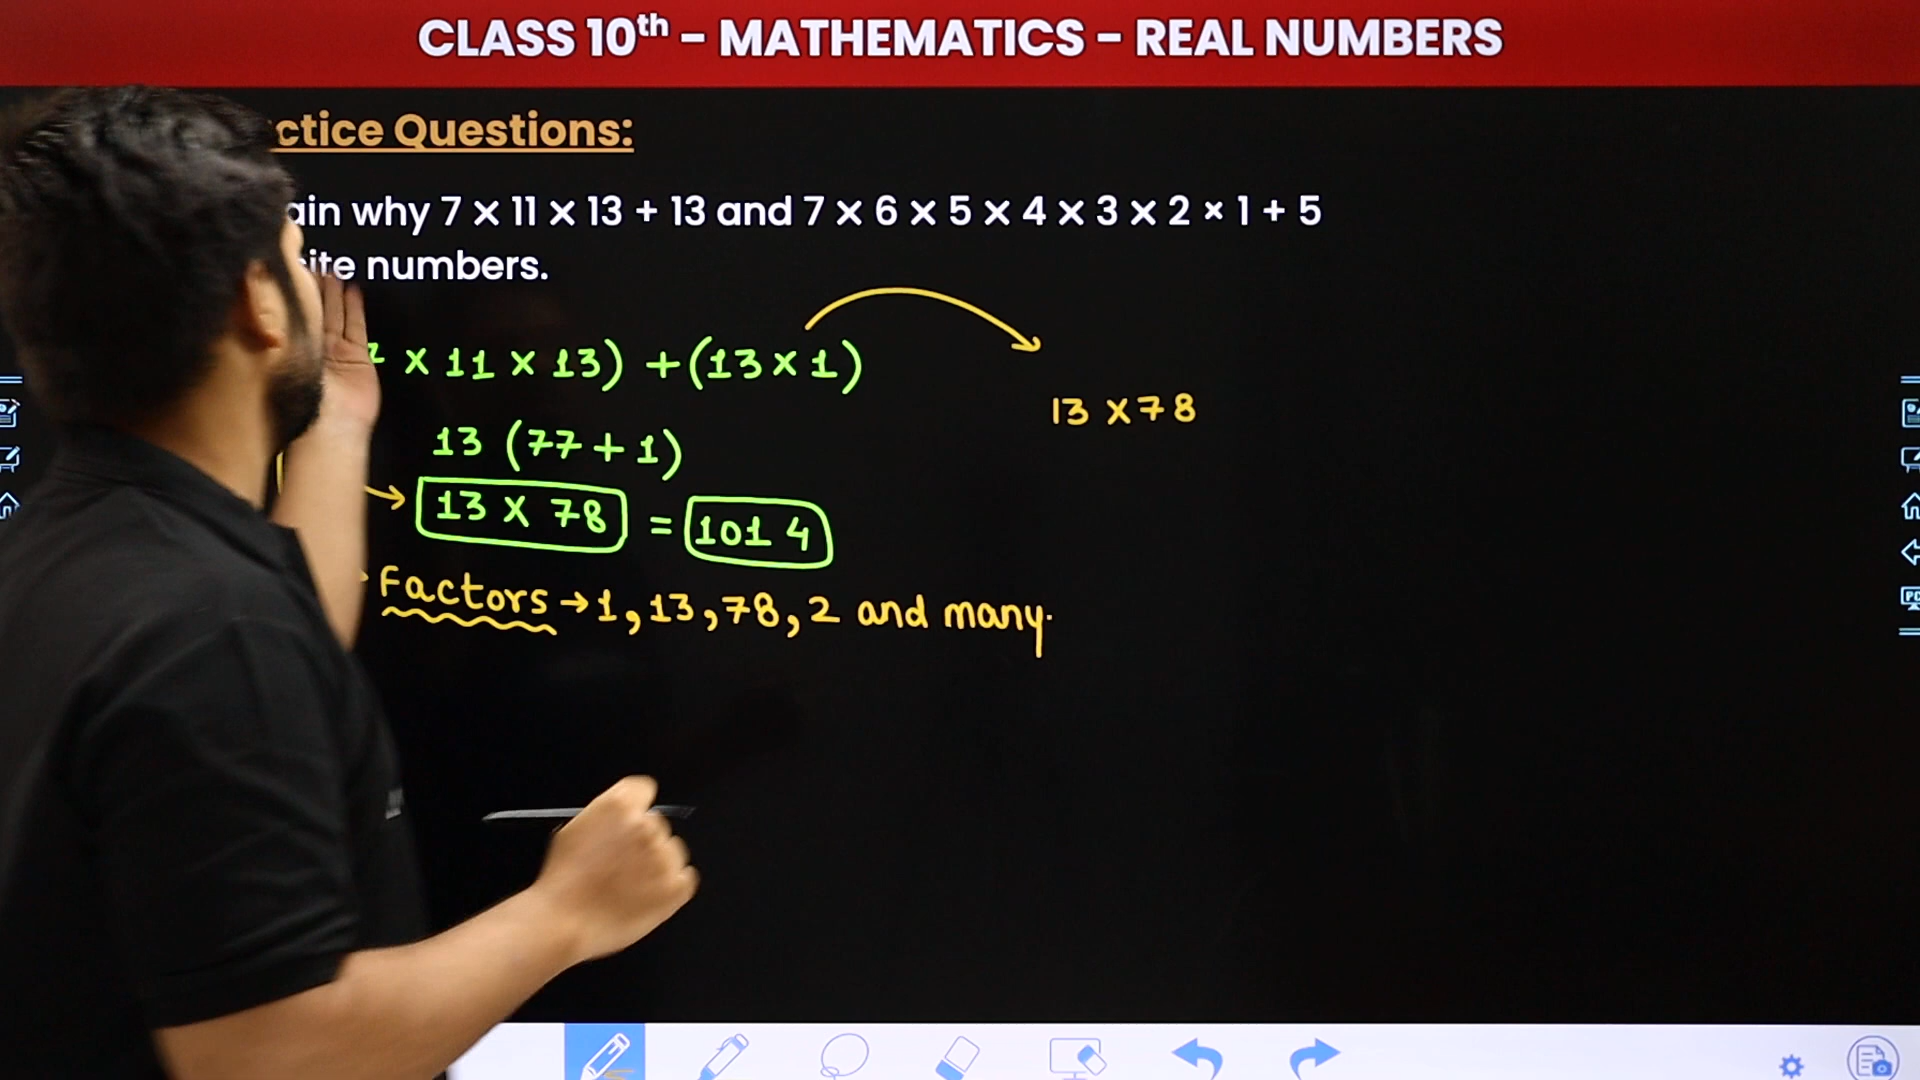 CLASS 10th - MATHEMATICS - REAL NUMBERS
ctice Questions:
ain why 7 × 11 × 13 + 13 and 7 × 6 × 5 × 4 × 3 × 2 × 1 + 5
site numbers.
× 11 × 13) + (13 × 1)
13 × 78
13 (77 + 1)
13 × 78 = 1014
Factors → 1, 13, 78, 2 and many.